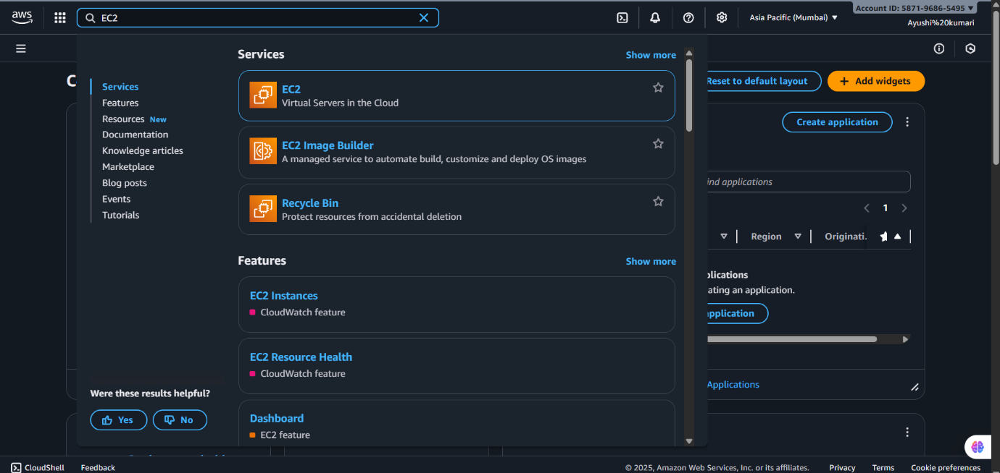 aws
EC2
Asia Pacific (Mumbai)
Account ID: 5871-9686-5495
Ayushi%20kumari
Services
Features
Resources New
Documentation
Knowledge articles
Marketplace
Blog posts
Events
Tutorials
Were these results helpful?
Yes
No
Services
Show more
EC2
Virtual Servers in the Cloud
EC2 Image Builder
A managed service to automate build, customize and deploy OS images
Recycle Bin
Protect resources from accidental deletion
Features
Show more
EC2 Instances
CloudWatch feature
EC2 Resource Health
CloudWatch feature
Dashboard
EC2 feature
Reset to default layout
Add widgets
Create application
ind applications
1
Region
Originati.
plications
ating an application.
application
Applications
CloudShell
Feedback
© 2025, Amazon Web Services, Inc. or its affiliates.
Privacy
Terms
Cookie preferences